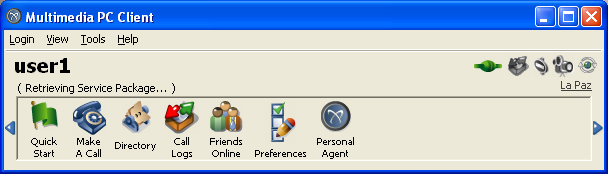 Multimedia PC Client
Login View Tools Help
user1
( Retrieving Service Package... )
La Paz
Quick Start
Make A Call
Directory
Call Logs
Friends Online
Preferences
Personal Agent